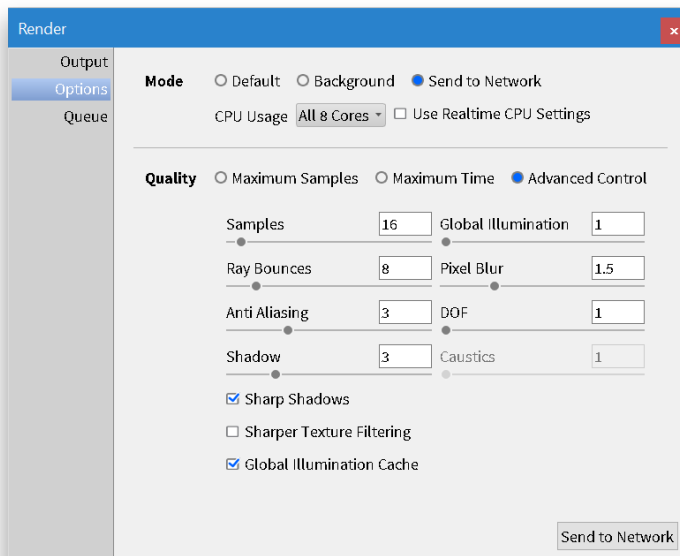 Render
x
Output
Options
Queue
Mode Default Background Send to Network
CPU Usage All 8 Cores Use Realtime CPU Settings
Quality Maximum Samples Maximum Time Advanced Control
Samples 16 Global Illumination 1
Ray Bounces 8 Pixel Blur 1.5
Anti Aliasing 3 DOF 1
Shadow 3 Caustics 1
Sharp Shadows
Sharper Texture Filtering
Global Illumination Cache
Send to Network